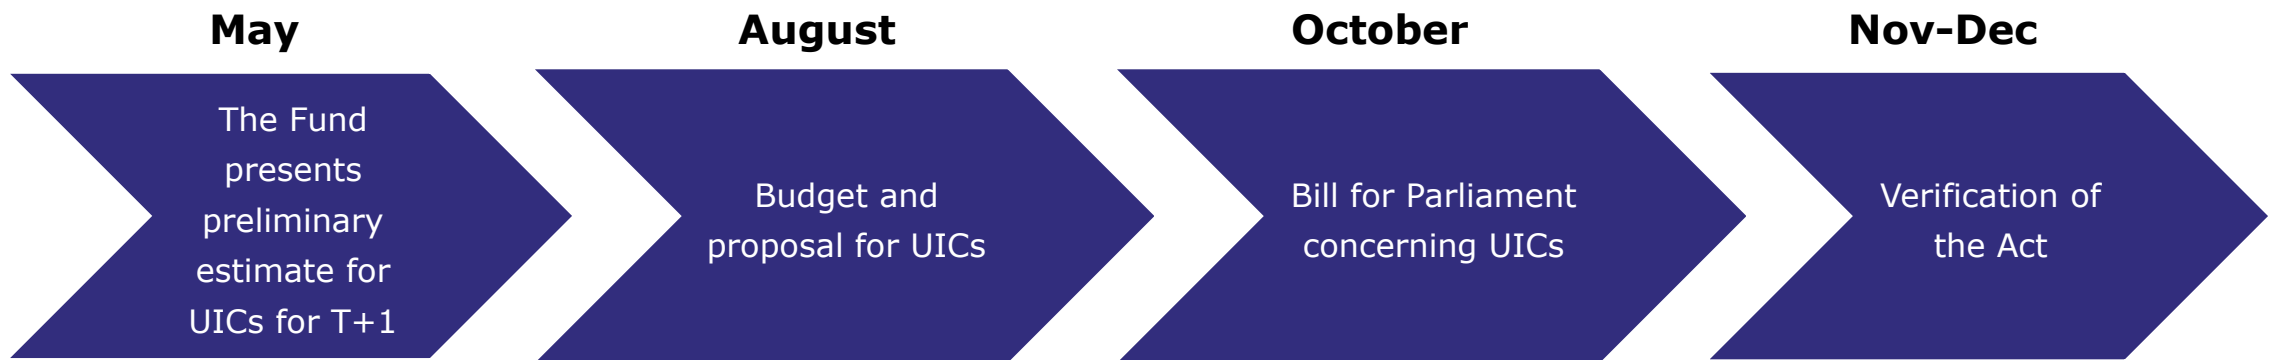 May
The Fund
presents
preliminary
estimate for
UICs for T+1
August
Budget and
proposal for UICs
October
Bill for Parliament
concerning UICs
Nov-Dec
Verification of
the Act